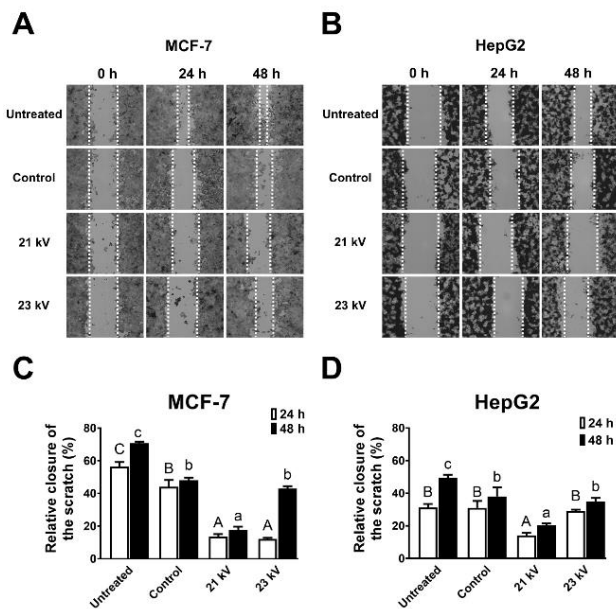 A
MCF-7
0 h 24 h 48 h
Untreated
Control
21 kV
23 kV
B
HepG2
0 h 24 h 48 h
Untreated
Control
21 kV
23 kV
C
MCF-7
24 h
48 h
Relative closure of
the scratch (%)
80
60
40
20
0
C c B b A a A b
Untreated Control 21 kV 23 kV
D
HepG2
24 h
48 h
Relative closure of
the scratch (%)
80
60
40
20
0
B c B b A a B b
Untreated Control 21 kV 23 kV